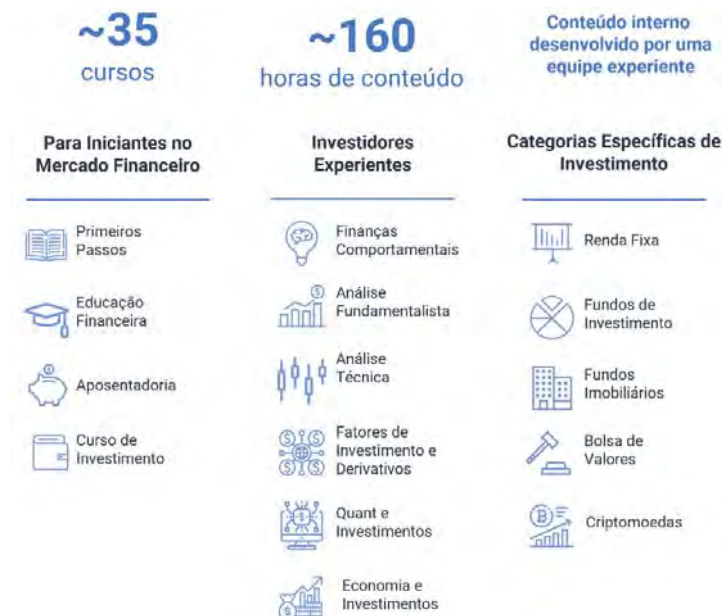 ~35
cursos
~160
horas de conteúdo
Conteúdo interno
desenvolvido por uma
equipe experiente
Para Iniciantes no
Mercado Financeiro
Primeiros
Passos
Educação
Financeira
Aposentadoria
Curso de
Investimento
Investidores
Experientes
Finanças
Comportamentais
Análise
Fundamentalista
Análise
Técnica
Fatores de
Investimento e
Derivativos
Quant e
Investimentos
Economia e
Investimentos
Categorias Específicas de
Investimento
Renda Fixa
Fundos de
Investimento
Fundos
Imobiliários
Bolsa de
Valores
Criptomoedas